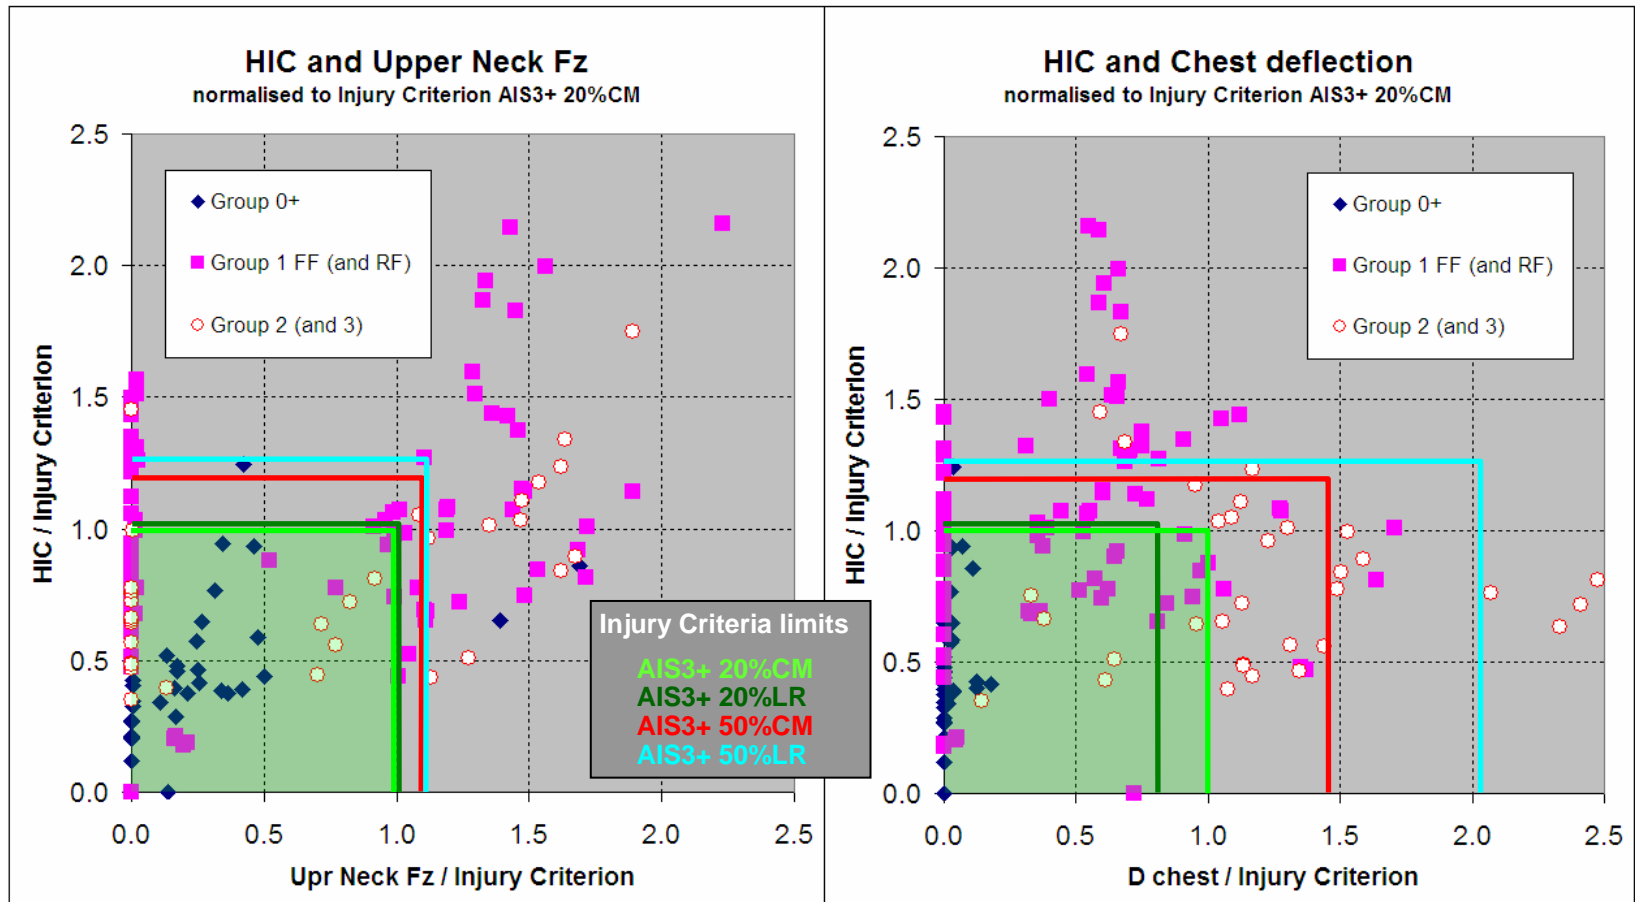 HIC and Upper Neck Fz
normalised to Injury Criterion AIS3+ 20%CM
2.5
2.0
1.5
1.0
0.5
0.0
HIC / Injury Criterion
Group 0+
Group 1 FF (and RF)
Group 2 (and 3)
0.0 0.5 1.0 1.5 2.0 2.5
Upr Neck Fz / Injury Criterion
Injury Criteria limits
AIS3+ 20%CM
AIS3+ 20%LR
AIS3+ 50%CM
AIS3+ 50%LR
HIC and Chest deflection
normalised to Injury Criterion AIS3+ 20%CM
2.5
2.0
1.5
1.0
0.5
0.0
HIC / Injury Criterion
Group 0+
Group 1 FF (and RF)
Group 2 (and 3)
0.0 0.5 1.0 1.5 2.0 2.5
D chest / Injury Criterion